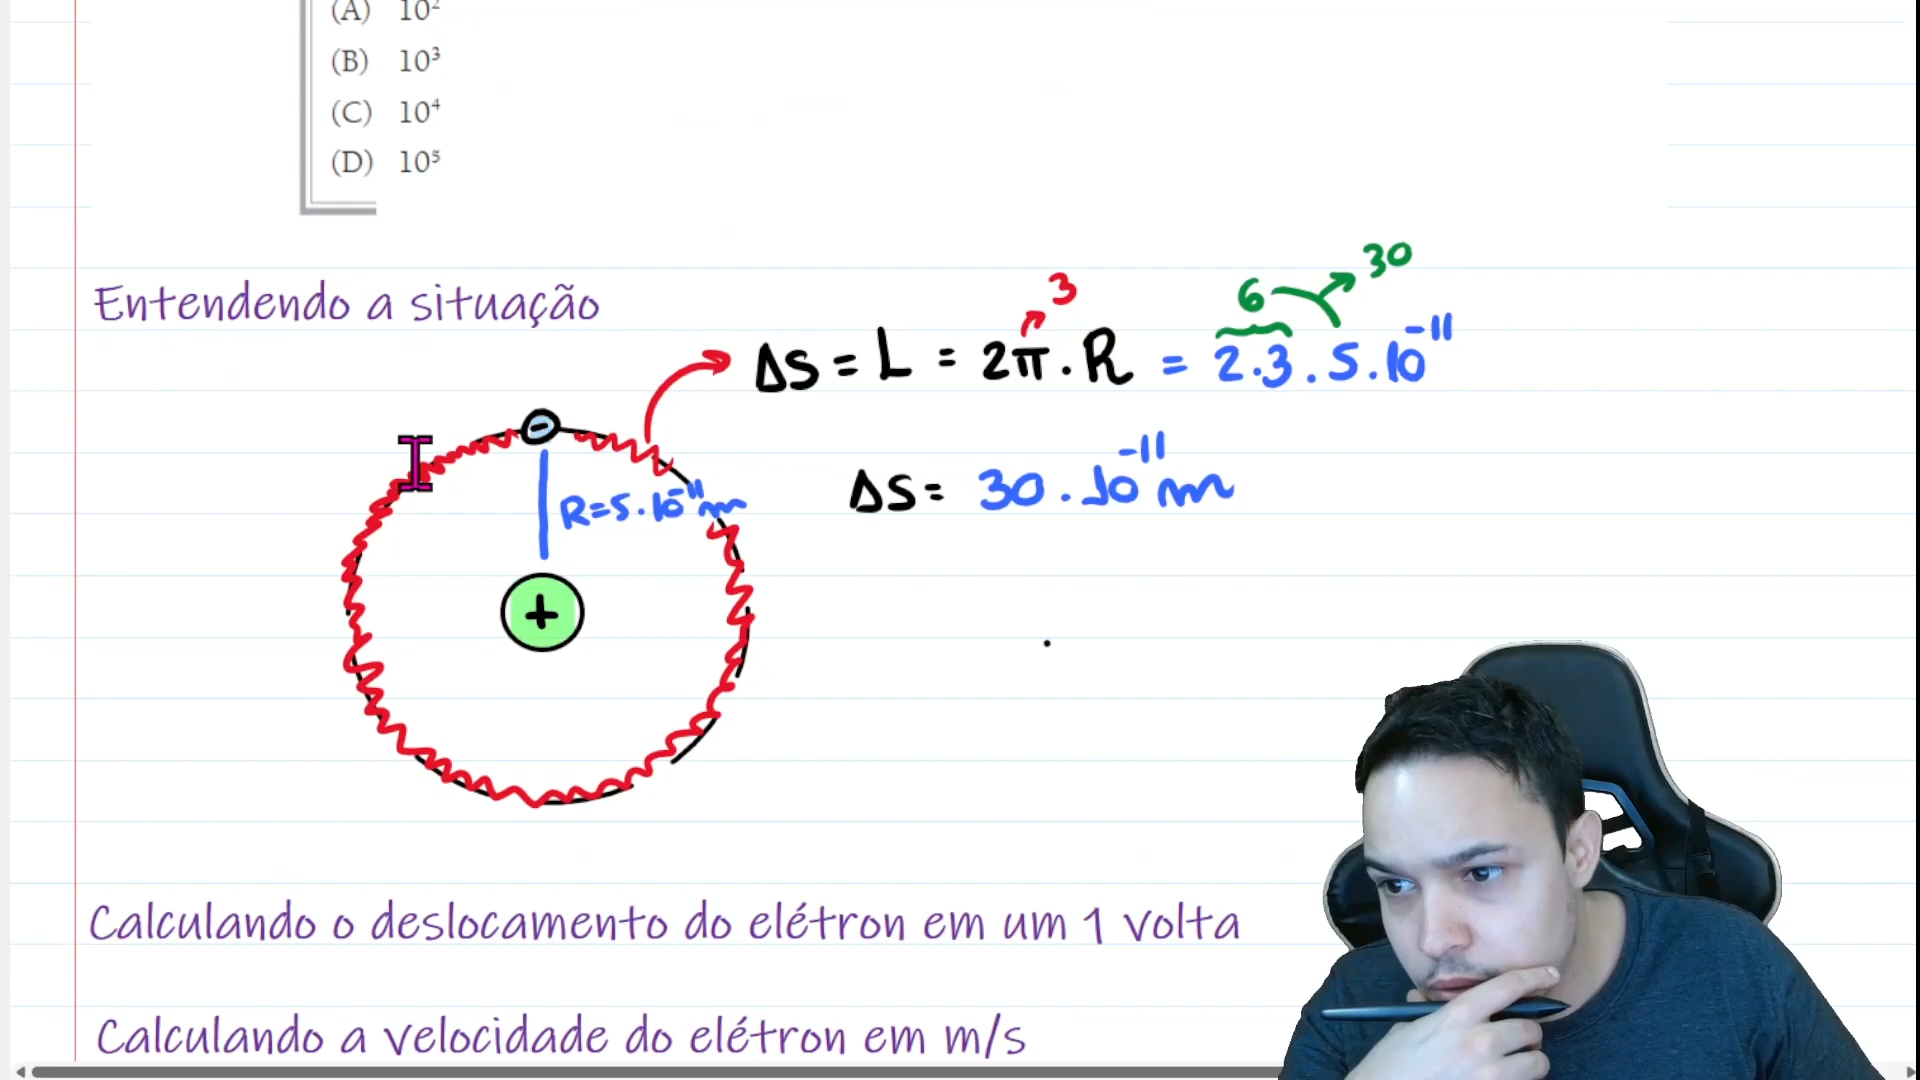 (A) 10²
(B) 10³
(C) 10⁴
(D) 10⁵
Entendendo a situação
3
6
30
ΔS = L = 2π . R = 2.3 . 5 . 10⁻¹¹
-
R=5.10⁻¹¹m
ΔS = 30 . 10⁻¹¹ m
+
Calculando o deslocamento do elétron em um 1 volta
Calculando a velocidade do elétron em m/s